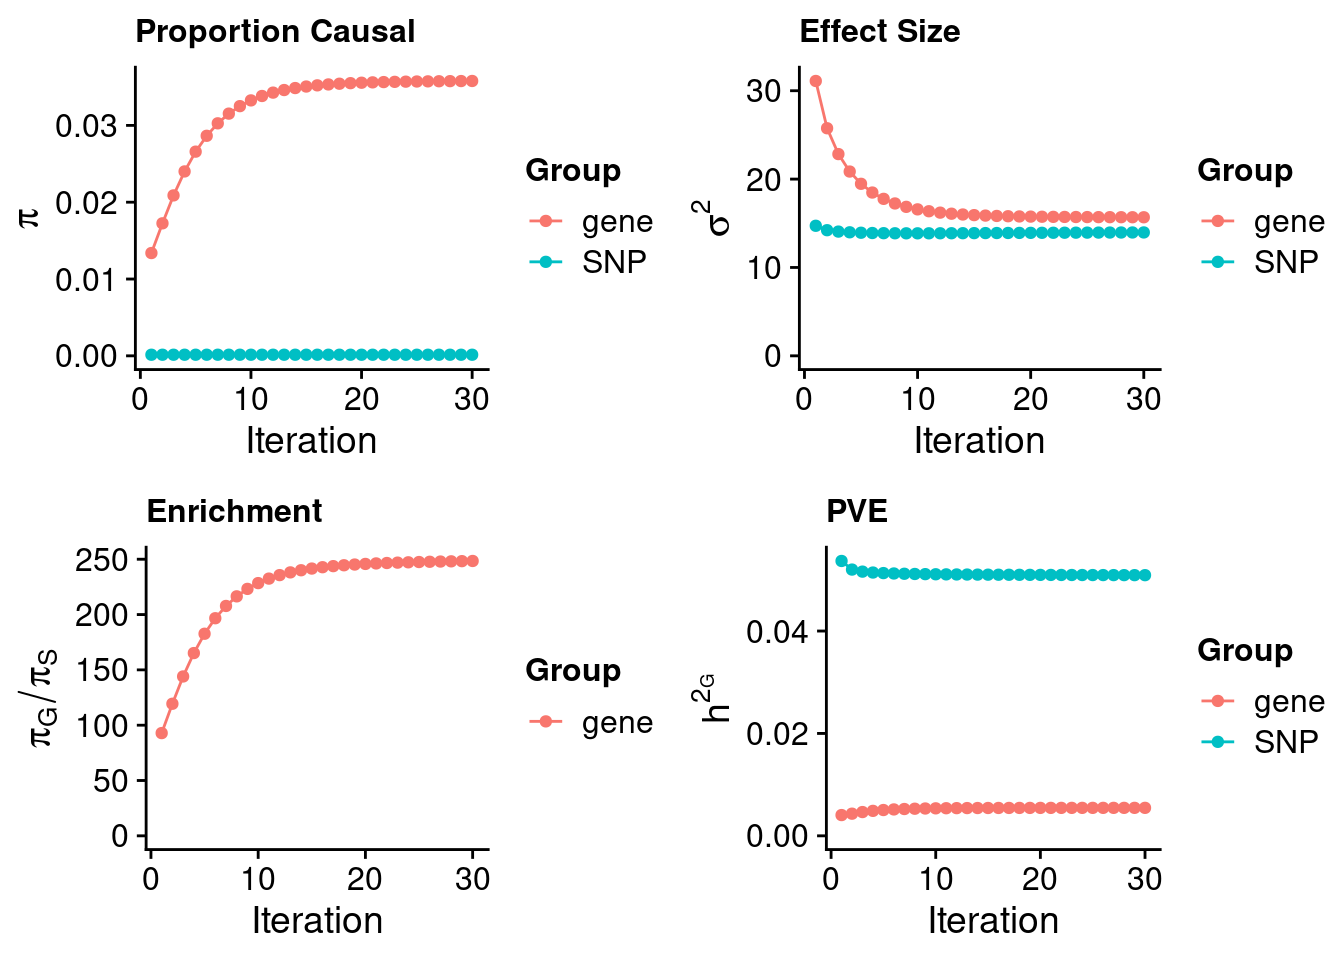 Proportion Causal
π
0.03
0.02
0.01
0.00
0 10 20 30
Iteration
Group
gene
SNP
Effect Size
σ²
30
20
10
0
0 10 20 30
Iteration
Group
gene
SNP
Enrichment
πG/πS
250
200
150
100
50
0
0 10 20 30
Iteration
Group
gene
PVE
h²G
0.04
0.02
0.00
0 10 20 30
Iteration
Group
gene
SNP